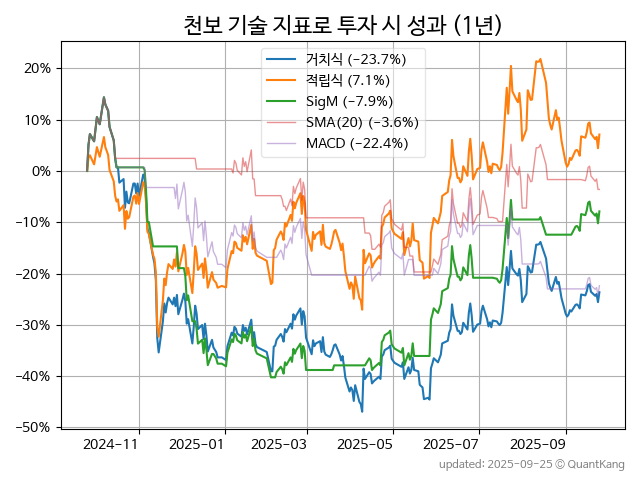 천보 기술 지표로 투자 시 성과 (1년)
거치식 (−23.7%)
적립식 (7.1%)
SigM (−7.9%)
SMA(20) (−3.6%)
MACD (−22.4%)
20%
10%
0%
−10%
−20%
−30%
−40%
−50%
2024−11 2025−01 2025−03 2025−05 2025−07 2025−09
updated: 2025−09−25 © QuantKang